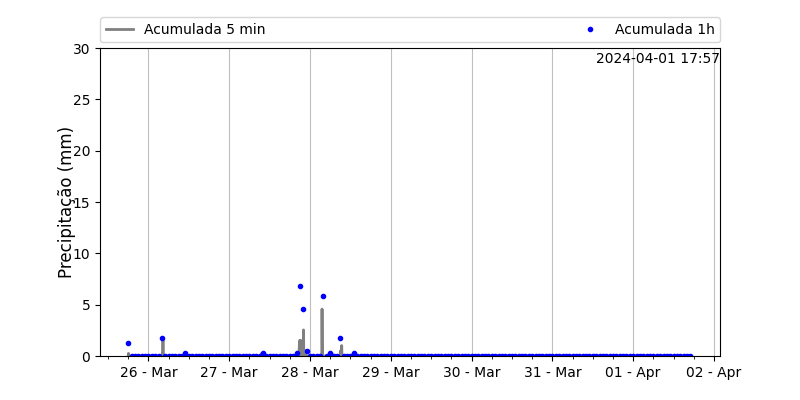 Acumulada 5 min
Acumulada 1h
2024-04-01 17:57
Precipitação (mm)
30
25
20
15
10
5
0
26 - Mar
27 - Mar
28 - Mar
29 - Mar
30 - Mar
31 - Mar
01 - Apr
02 - Apr